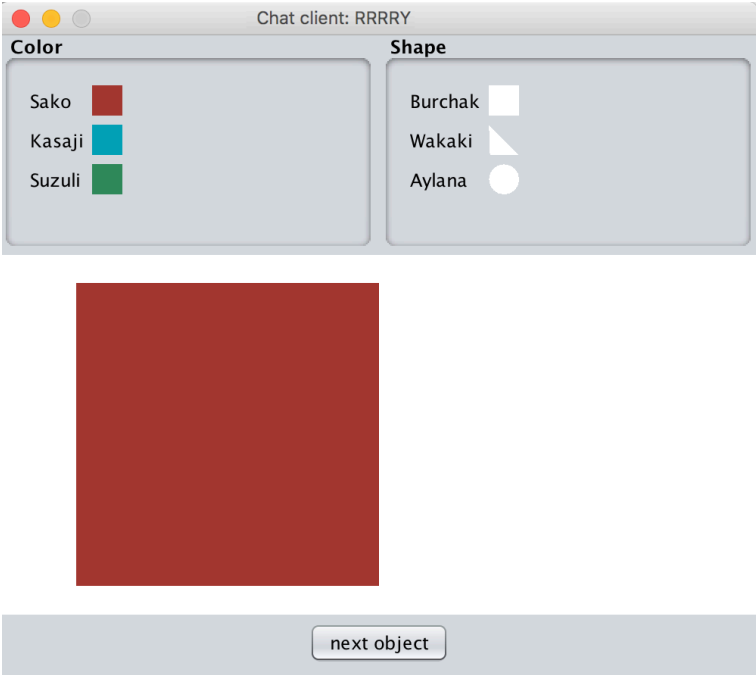 Chat client: RRRRY
Color
Sako
Kasaji
Suzuli
Shape
Burchak
Wakaki
Aylana
next object